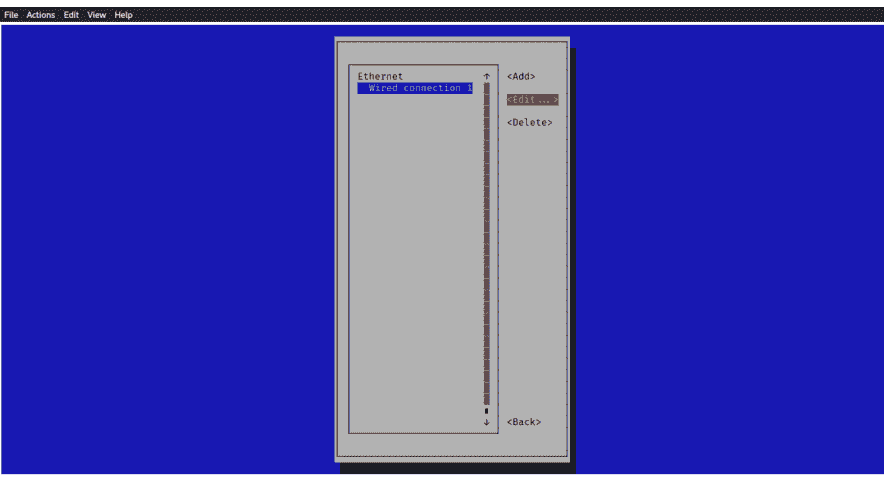 File Actions Edit View Help
Ethernet ↑ <Add>
Wired connection 1
<Edit...>
<Delete>
↓ <Back>